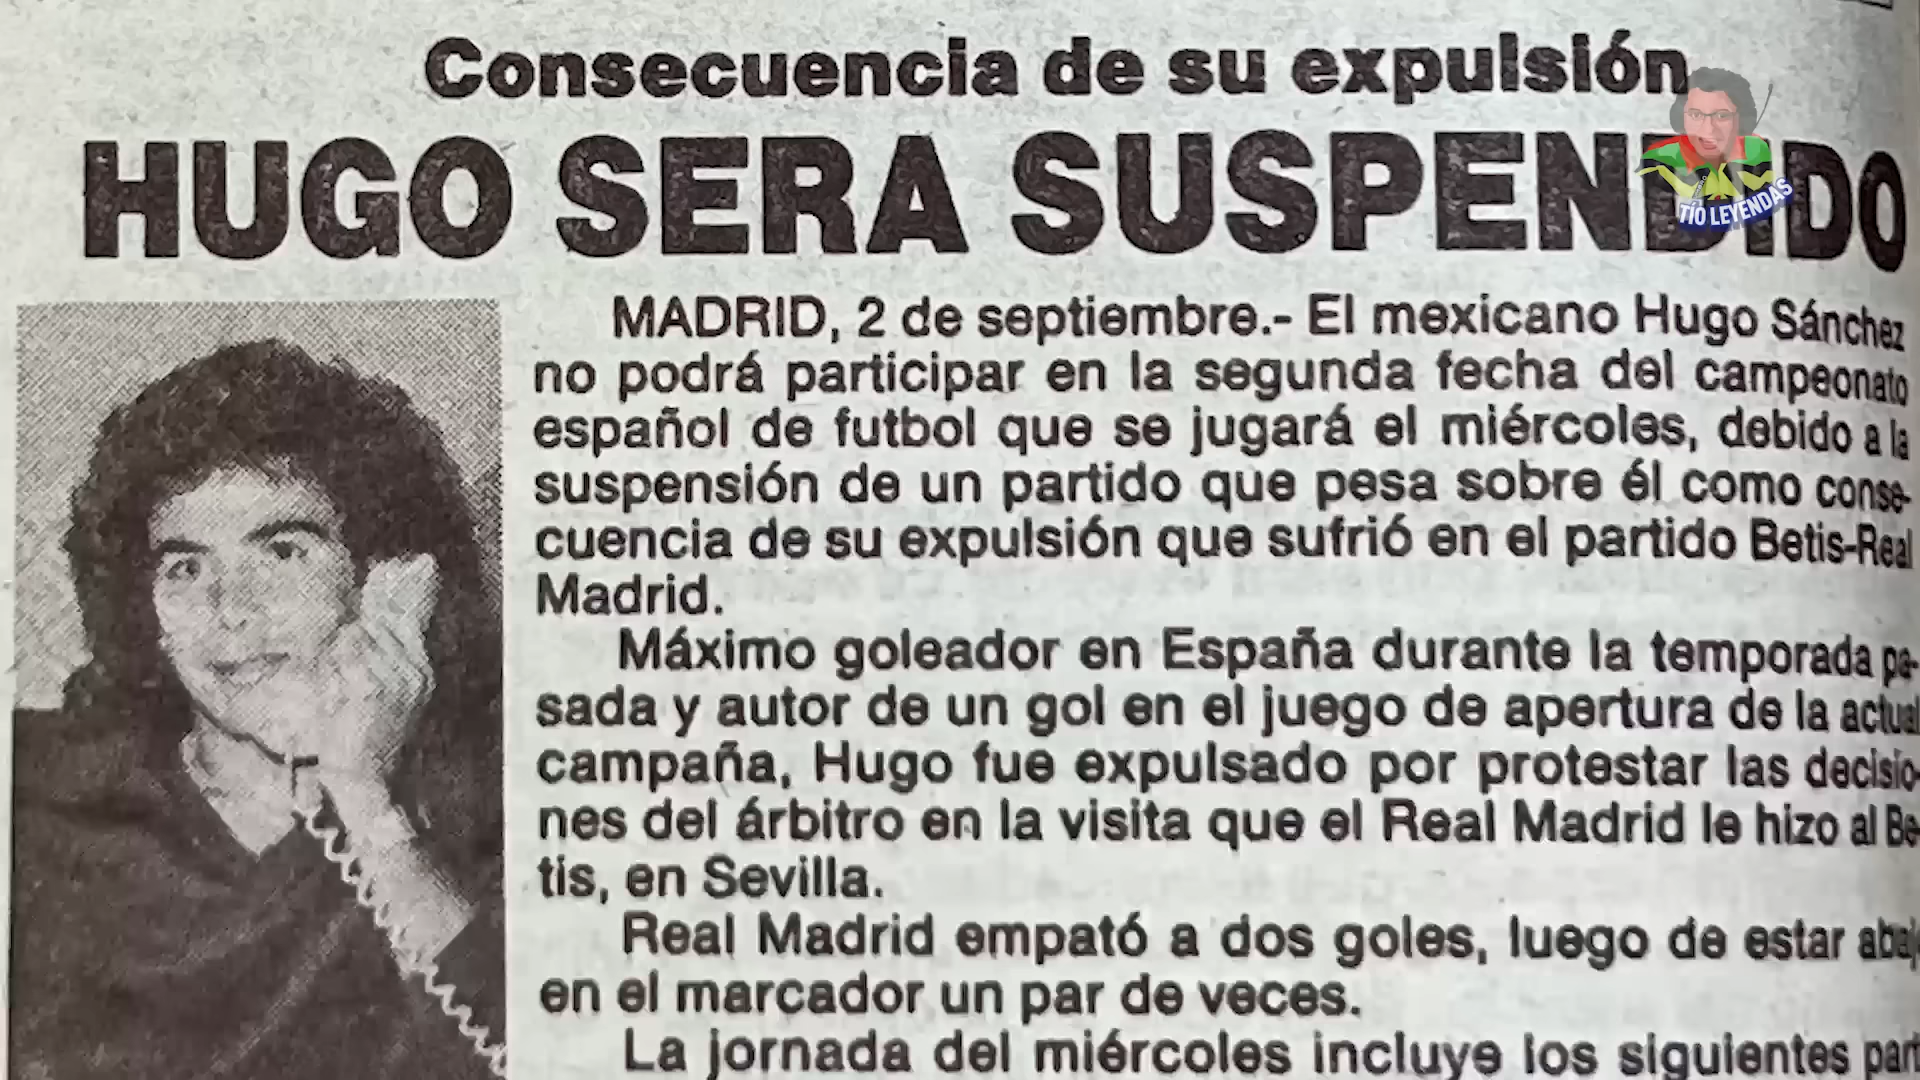 Consecuencia de su expulsión
HUGO SERA SUSPENDIDO
TÍO LEYENDAS
MADRID, 2 de septiembre.- El mexicano Hugo Sánchez
no podrá participar en la segunda fecha del campeonato
español de futbol que se jugará el miércoles, debido a la
suspensión de un partido que pesa sobre él como conse-
cuencia de su expulsión que sufrió en el partido Betis-Real
Madrid.
Máximo goleador en España durante la temporada pa-
sada y autor de un gol en el juego de apertura de la actual
campaña, Hugo fue expulsado por protestar las decisio-
nes del árbitro en la visita que el Real Madrid le hizo al Be-
tis, en Sevilla.
Real Madrid empató a dos goles, luego de estar abaj
en el marcador un par de veces.
La jornada del miércoles incluye los siguientes part